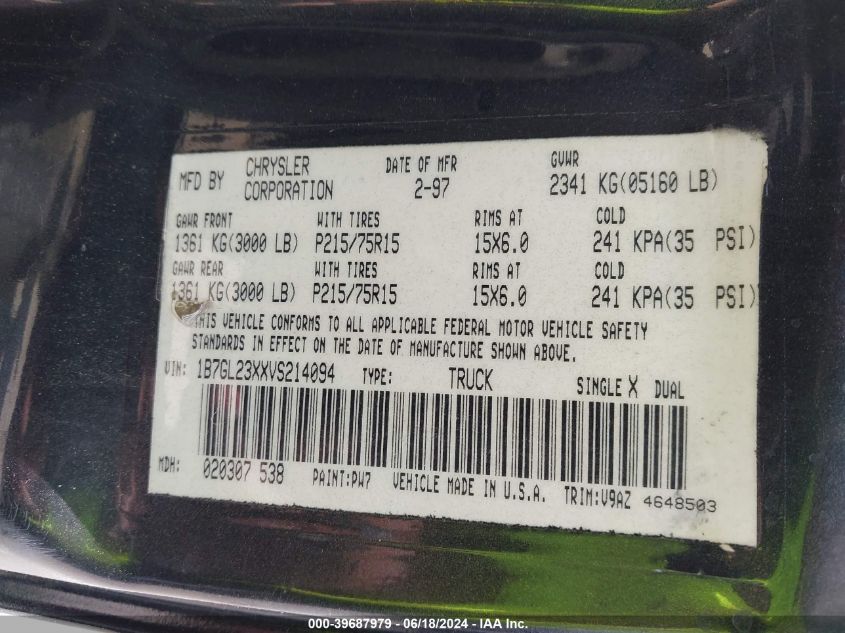 MFD BY CHRYSLER CORPORATION DATE OF MFR 2-97 GVWR 2341 KG(05160 LB)
GAWR FRONT WITH TIRES RIMS AT COLD
1361 KG(3000 LB) P215/75R15 15X6.0 241 KPA(35 PSI)
GAWR REAR WITH TIRES RIMS AT COLD
1361 KG(3000 LB) P215/75R15 15X6.0 241 KPA(35 PSI)
THIS VEHICLE CONFORMS TO ALL APPLICABLE FEDERAL MOTOR VEHICLE SAFETY
STANDARDS IN EFFECT ON THE DATE OF MANUFACTURE SHOWN ABOVE.
VIN: 1B7GL23XXVS214094 TYPE: TRUCK SINGLE X DUAL
MDH: 020307 538 PAINT:PW7 VEHICLE MADE IN U.S.A. TRIM:V9AZ 4648503
000-39687979 - 06/18/2024 - IAA Inc.